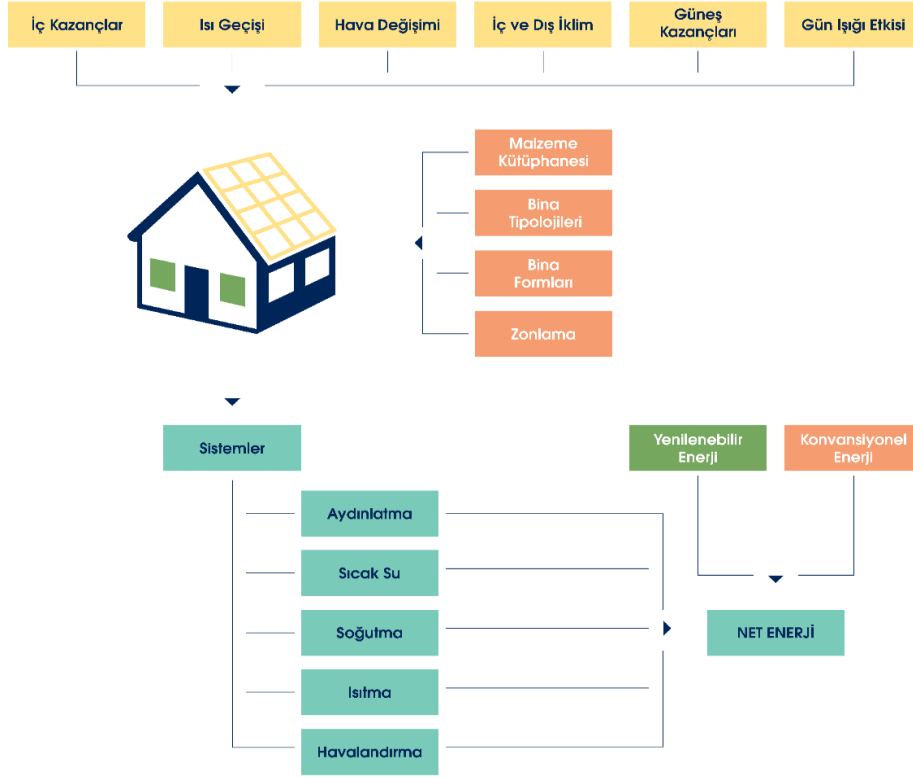 İç Kazançlar
Isı Geçişi
Hava Değişimi
İç ve Dış İklim
Güneş
Kazançları
Gün Işığı Etkisi
Malzeme
Kütüphanesi
Bina
Tipolojileri
Bina
Formları
Zonlama
Sistemler
Yenilenebilir
Enerji
Konvansiyonel
Enerji
Aydınlatma
Sıcak Su
Soğutma
NET ENERJİ
Isıtma
Havalandırma